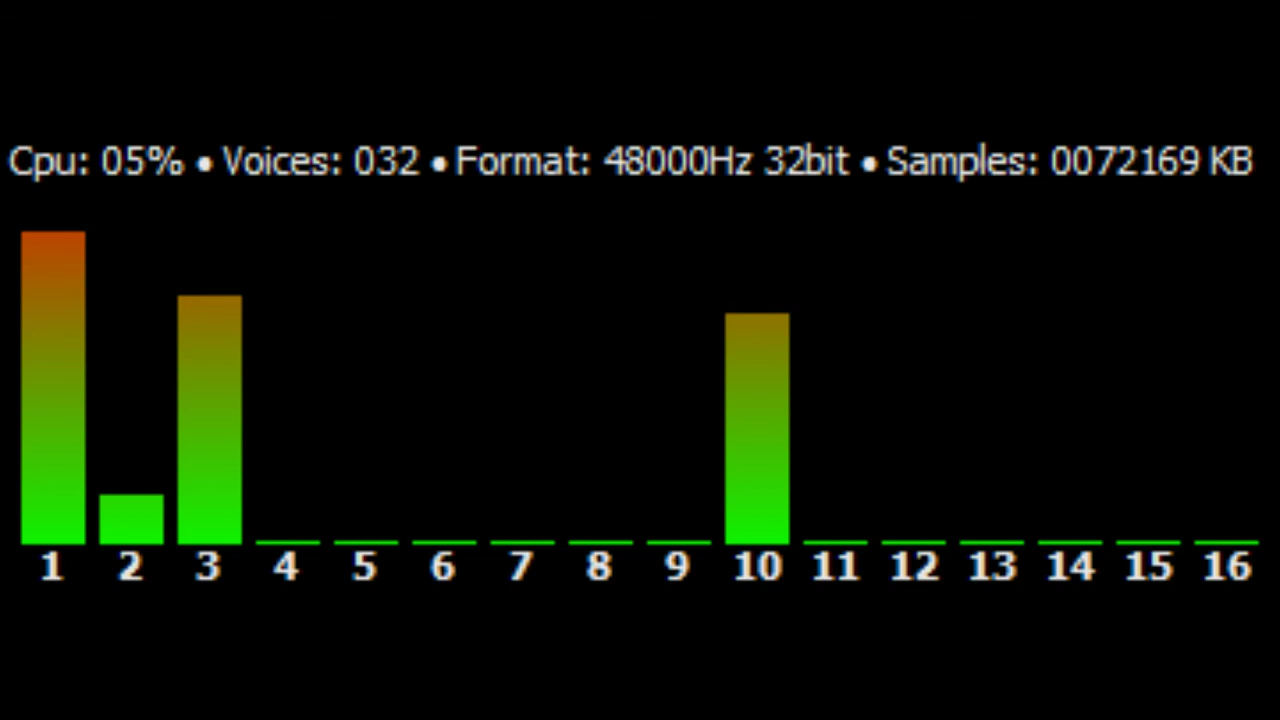 Cpu: 05% • Voices: 032 • Format: 48000Hz 32bit • Samples: 0072169 KB
1 2 3 4 5 6 7 8 9 10 11 12 13 14 15 16